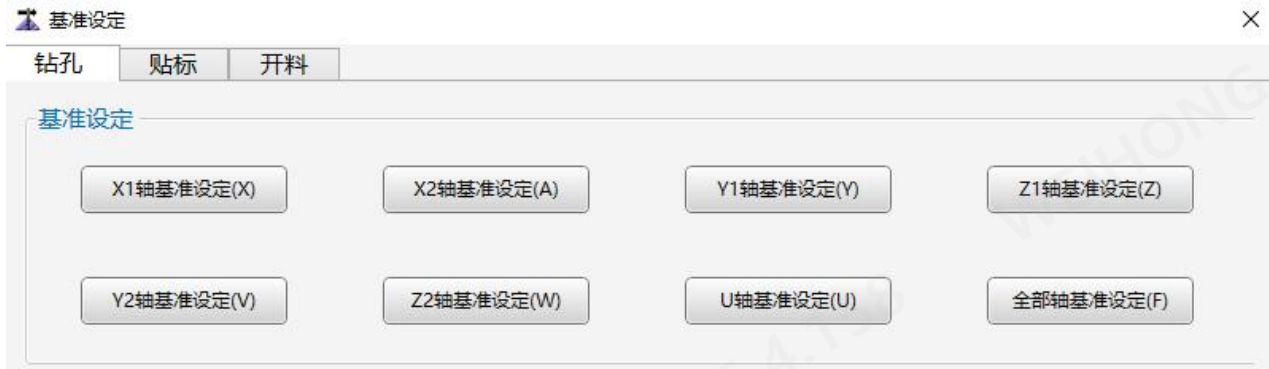 基准设定
钻孔 贴标 开料
基准设定
X1轴基准设定(X) X2轴基准设定(A) Y1轴基准设定(Y) Z1轴基准设定(Z)
Y2轴基准设定(V) Z2轴基准设定(W) U轴基准设定(U) 全部轴基准设定(F)
WEIHONG